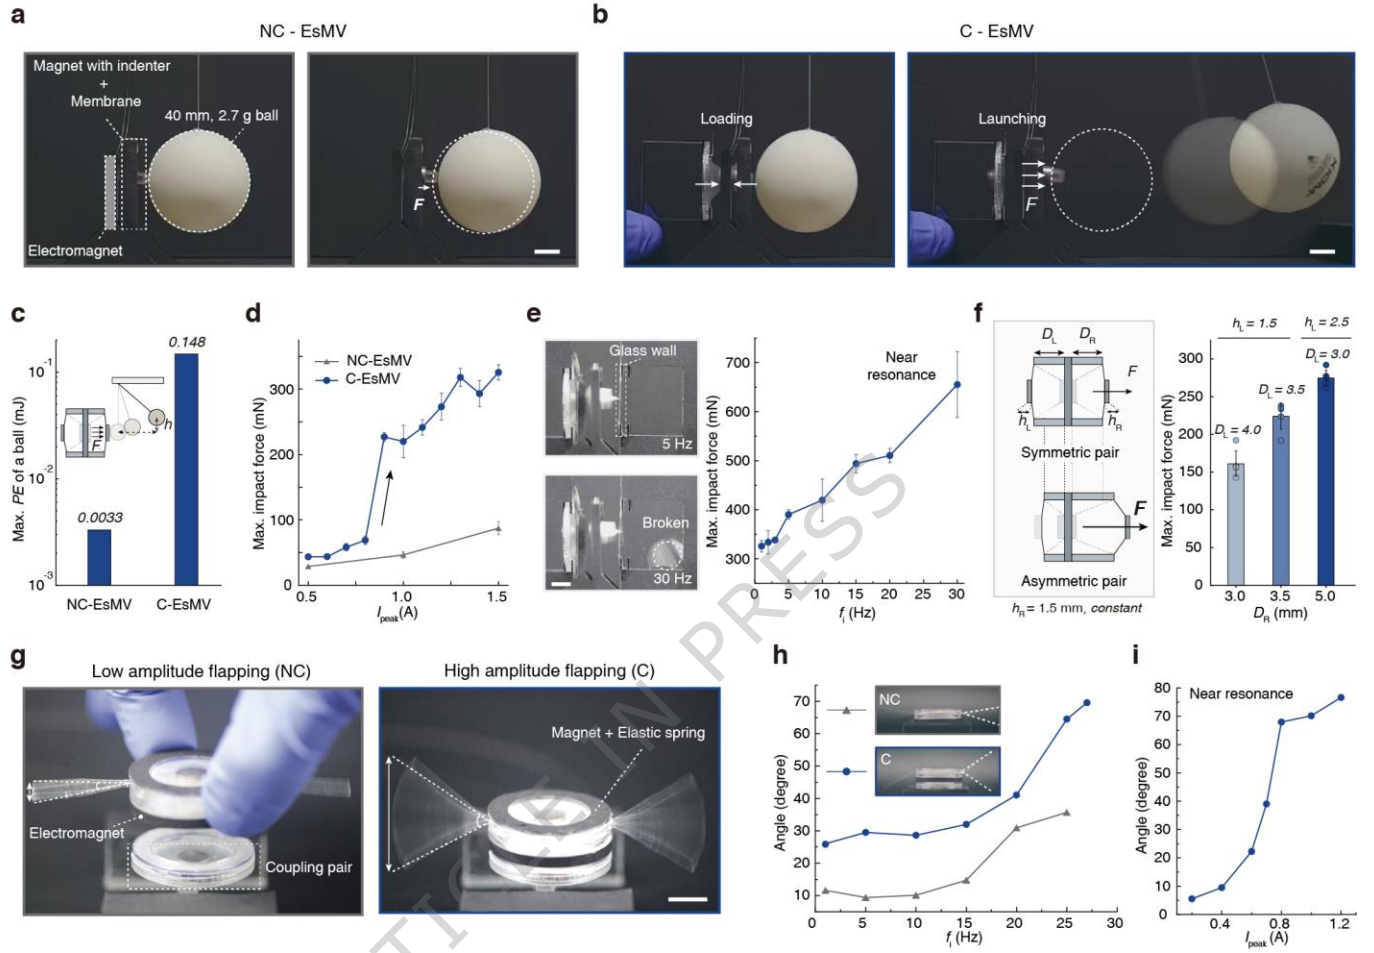 a
NC - EsMV
Magnet with indenter
+
Membrane
40 mm, 2.7 g ball
Electromagnet
F
b
C - EsMV
Loading
Launching
F
c
Max. PE of a ball (mJ)
10⁻¹
10⁻²
10⁻³
0.148
0.0033
F
h
NC-EsMV
C-EsMV
d
Max. impact force (mN)
NC-EsMV
C-EsMV
300
200
100
0
0.5
1.0
1.5
I peak (A)
e
Glass wall
5 Hz
Broken
30 Hz
Max. impact force (mN)
700
600
500
400
300
Near
resonance
0
5
10
15
20
25
30
fᵢ (Hz)
f
D_L
D_R
F
h_L
h_R
Symmetric pair
F
Asymmetric pair
h_R = 1.5 mm, constant
Max. impact force (mN)
h_L = 1.5
h_L = 2.5
D_L = 3.0
D_L = 3.5
D_L = 4.0
300
250
200
150
100
50
0
3.0
3.5
5.0
D_R (mm)
g
Low amplitude flapping (NC)
Electromagnet
Coupling pair
High amplitude flapping (C)
Magnet + Elastic spring
h
Angle (degree)
70
60
50
40
30
20
10
NC
C
0
5
10
15
20
25
30
fᵢ (Hz)
i
Near resonance
Angle (degree)
80
70
60
50
40
30
20
10
0
0.4
0.8
1.2
I peak (A)
IN PRESS